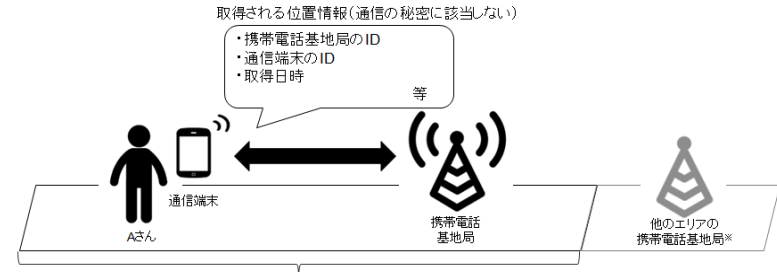 取得される位置情報（通信の秘密に該当しない）
・携帯電話基地局のID
・通信端末のID
・取得日時
等
通信端末
Aさん
携帯電話
基地局
他のエリアの
携帯電話基地局※